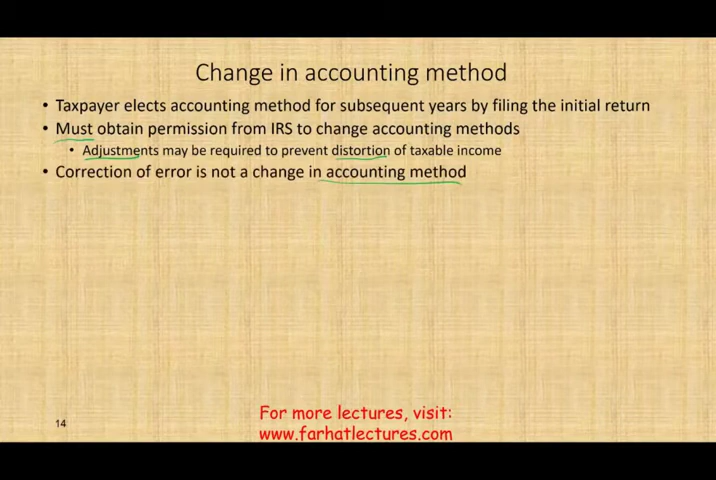 Change in accounting method
• Taxpayer elects accounting method for subsequent years by filing the initial return
• Must obtain permission from IRS to change accounting methods
• Adjustments may be required to prevent distortion of taxable income
• Correction of error is not a change in accounting method
14
For more lectures, visit:
www.farhatlectures.com